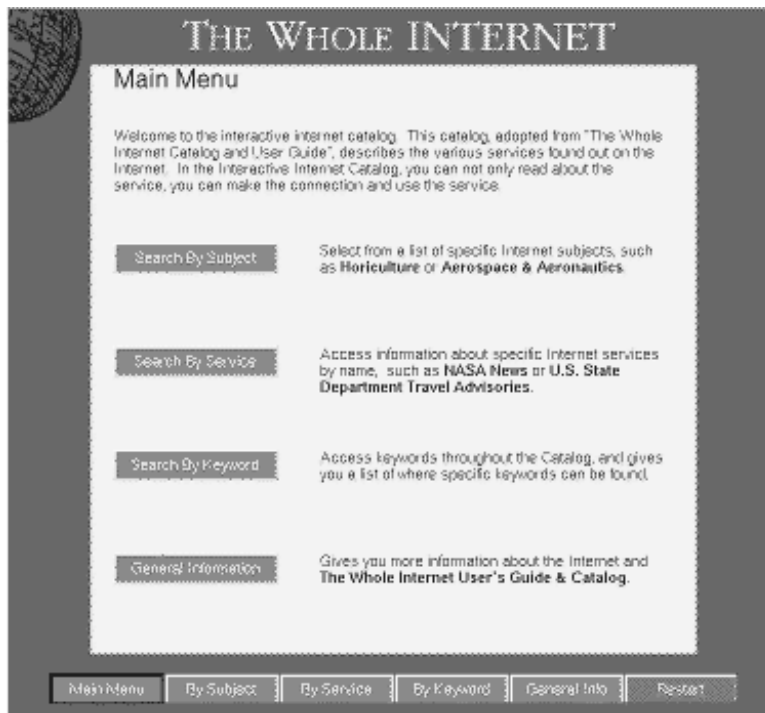 THE WHOLE INTERNET
Main Menu
Welcome to the interactive internet catalog. This catalog, adopted from "The Whole
Internet Catalog and User Guide", describes the various services found out on the
Internet. In the Interactive Internet Catalog, you can not only read about the
service, you can make the connection and use the service.
Search By Subject
Select from a list of specific Internet subjects, such
as Horiculture or Aerospace & Aeronautics.
Search By Service
Access information about specific Internet services
by name, such as NASA News or U.S. State
Department Travel Advisories.
Search By Keyword
Access keywords throughout the Catalog, and gives
you a list of where specific keywords can be found.
General Information
Gives you more information about the Internet and
The Whole Internet User's Guide & Catalog.
Main Menu By Subject By Service By Keyword General Info Restart